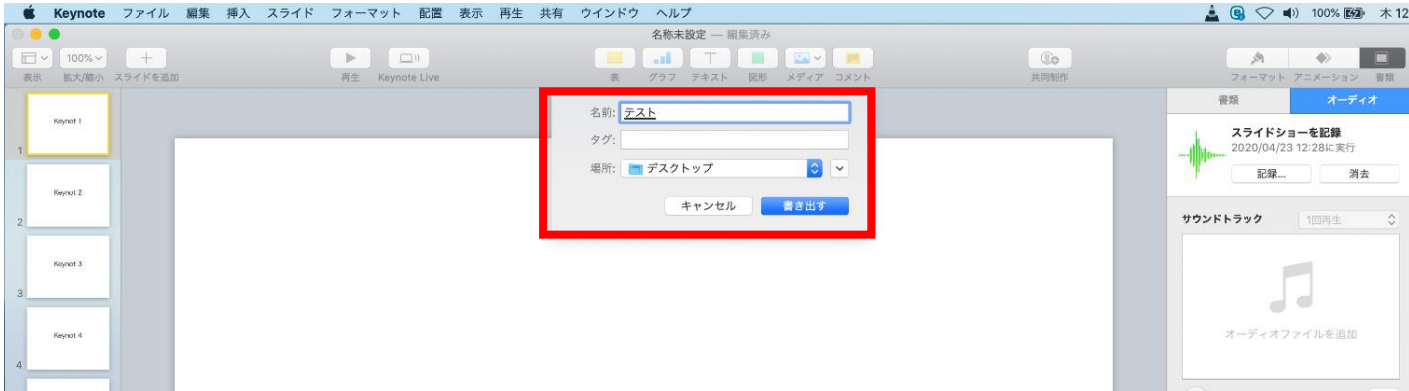 Keynote ファイル 編集 挿入 スライド フォーマット 配置 表示 再生 共有 ウインドウ ヘルプ 100% 木 12
名称未設定 — 編集済み
100%
表示 拡大/縮小 スライドを追加 再生 Keynote Live 表 グラフ テキスト 図形 メディア コメント 共同制作 フォーマット アニメーション 書類
Keynot 1
1
Keynot 2
2
Keynot 3
3
Keynot 4
4
名前: テスト
タグ:
場所: デスクトップ
キャンセル 書き出す
書類 オーディオ
スライドショーを記録
2020/04/23 12:28に実行
記録... 消去
サウンドトラック 1回再生
オーディオファイルを追加